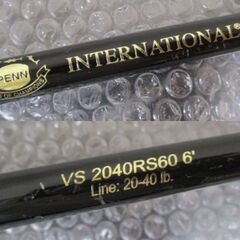 PENN
INTERNATIONAL®
VS 2040RS60 6'
Line: 20-40 lb.